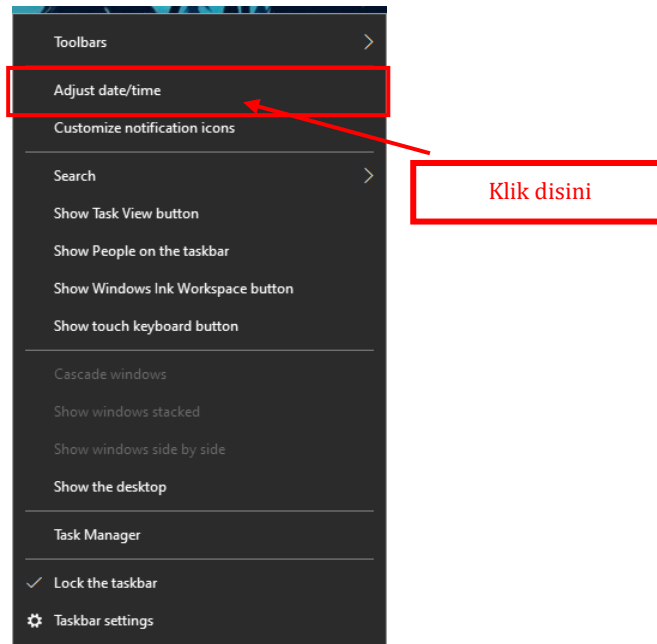 Toolbars
Adjust date/time
Customize notification icons
Search
Klik disini
Show Task View button
Show People on the taskbar
Show Windows Ink Workspace button
Show touch keyboard button
Cascade windows
Show windows stacked
Show windows side by side
Show the desktop
Task Manager
Lock the taskbar
Taskbar settings